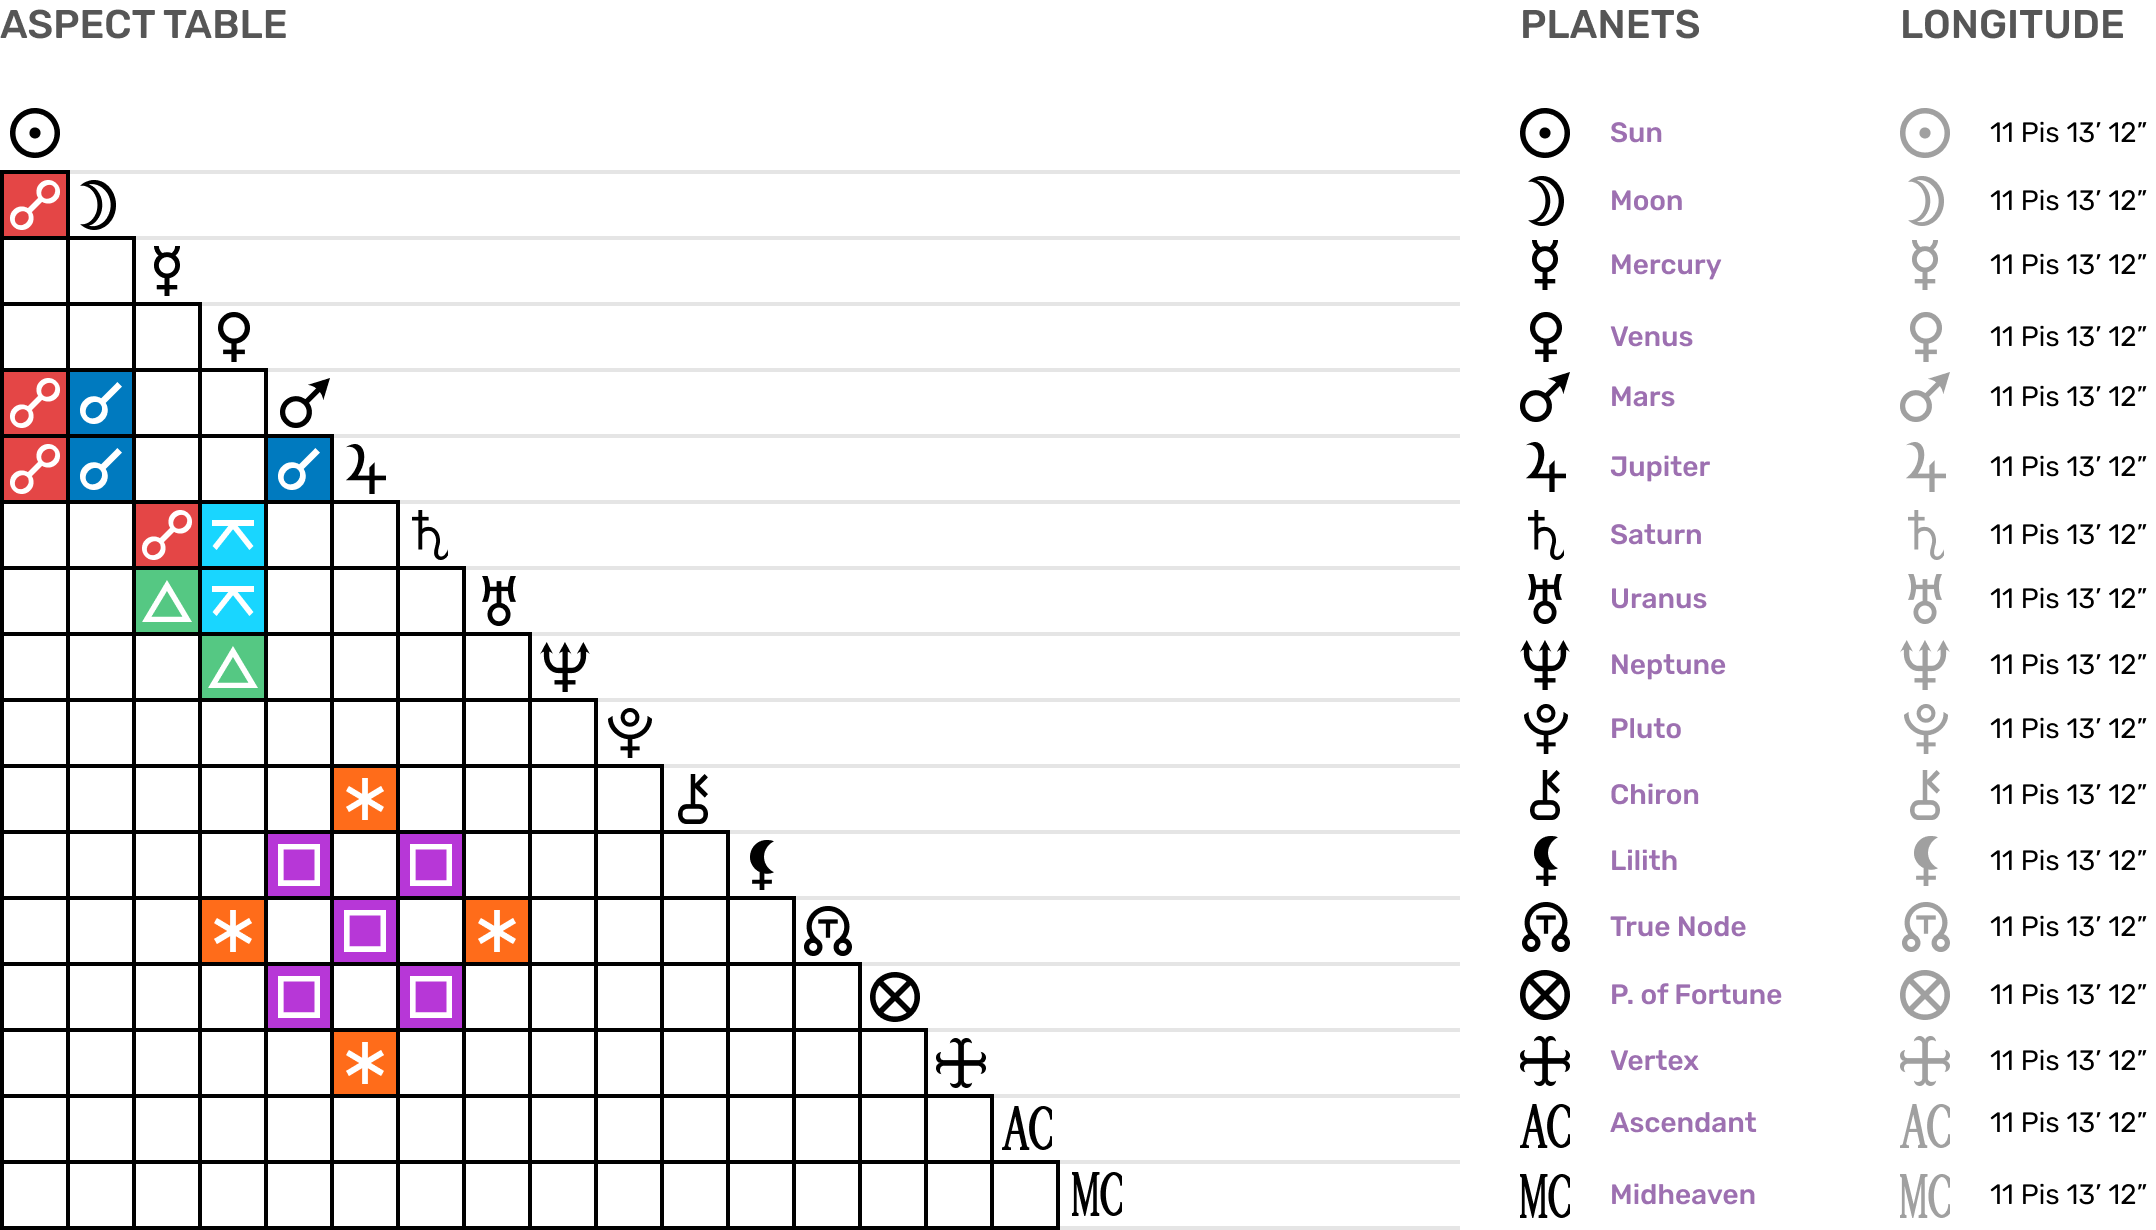 ASPECT TABLE PLANETS LONGITUDE
Sun 11 Pis 13′ 12″
Moon 11 Pis 13′ 12″
Mercury 11 Pis 13′ 12″
Venus 11 Pis 13′ 12″
Mars 11 Pis 13′ 12″
Jupiter 11 Pis 13′ 12″
Saturn 11 Pis 13′ 12″
Uranus 11 Pis 13′ 12″
Neptune 11 Pis 13′ 12″
Pluto 11 Pis 13′ 12″
Chiron 11 Pis 13′ 12″
Lilith 11 Pis 13′ 12″
True Node 11 Pis 13′ 12″
P. of Fortune 11 Pis 13′ 12″
Vertex 11 Pis 13′ 12″
AC AC Ascendant AC 11 Pis 13′ 12″
MC MC Midheaven MC 11 Pis 13′ 12″